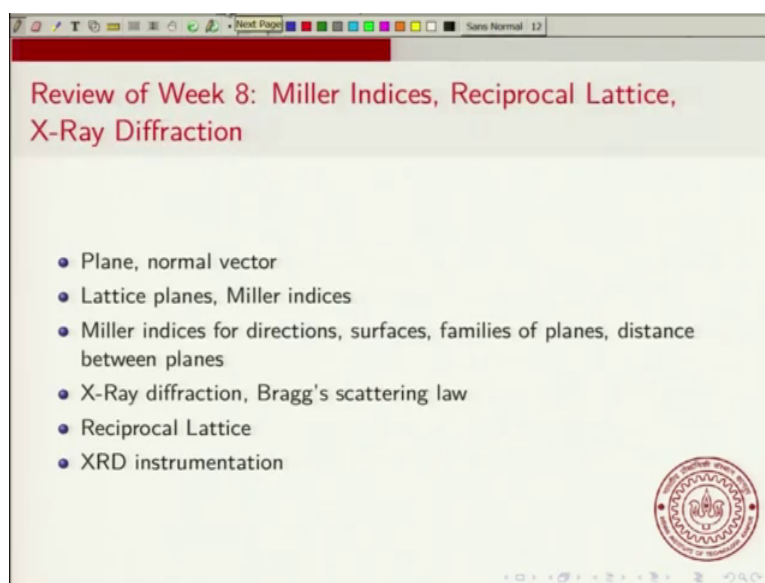 T
Next Page
Sans Normal 12
Review of Week 8: Miller Indices, Reciprocal Lattice,
X-Ray Diffraction
Plane, normal vector
Lattice planes, Miller indices
Miller indices for directions, surfaces, families of planes, distance
between planes
X-Ray diffraction, Bragg's scattering law
Reciprocal Lattice
XRD instrumentation